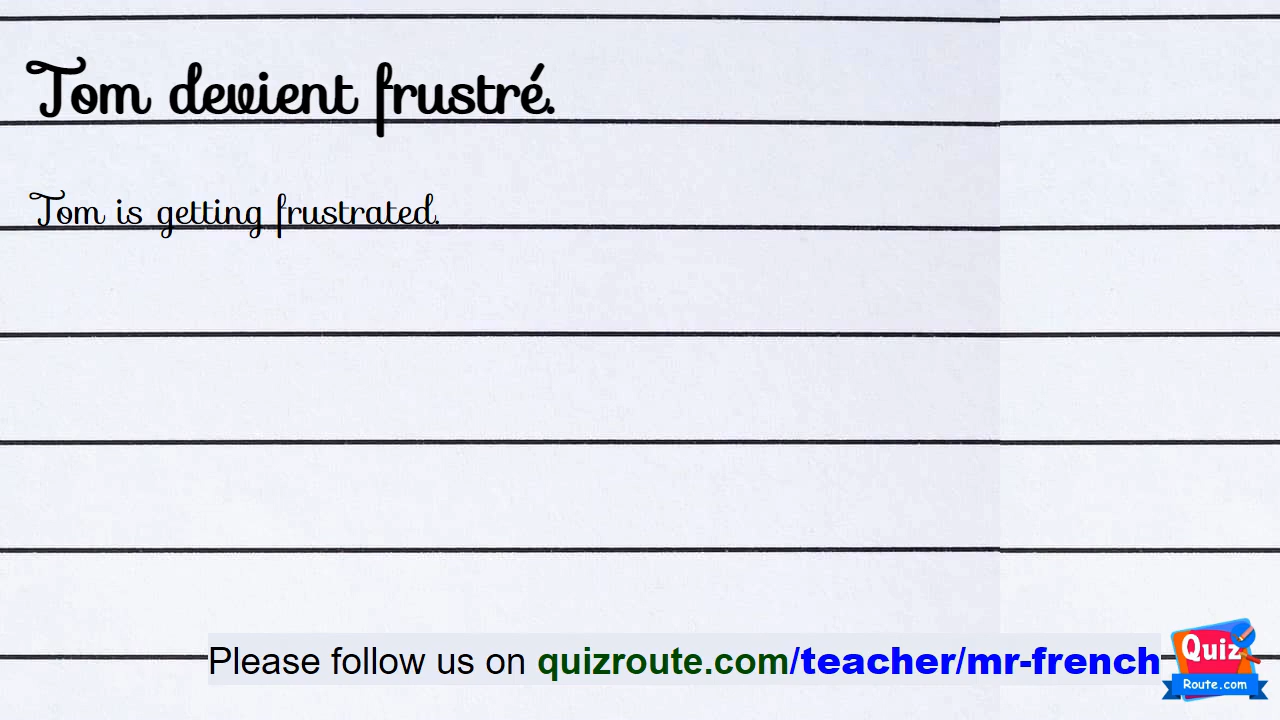 Tom devient frustré.
Tom is getting frustrated.
Please follow us on quizroute.com/teacher/mr-french
Quiz
Route.com